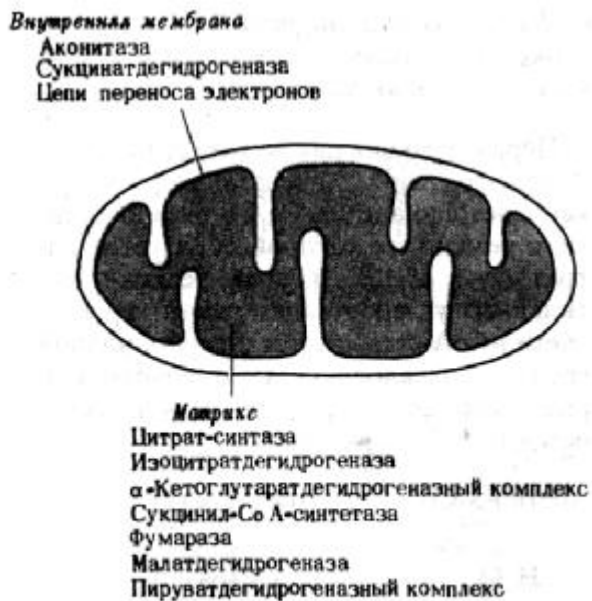 Внутренняя мембрана
Аконитаза
Сукцинатдегидрогеназа
Цепи переноса электронов
Матрикс
Цитрат-синтаза
Изоцитратдегидрогеназа
α-Кетоглутаратдегидрогеназный комплекс
Сукцинил-Со А-синтетаза
Фумараза
Малатдегидрогеназа
Пируватдегидрогеназный комплекс